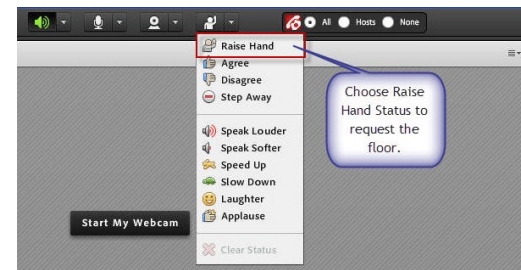 All Hosts None
Raise Hand
Agree
Disagree
Step Away
Speak Louder
Speak Softer
Speed Up
Slow Down
Laughter
Applause
Clear Status
Choose Raise
Hand Status to
request the
floor.
Start My Webcam